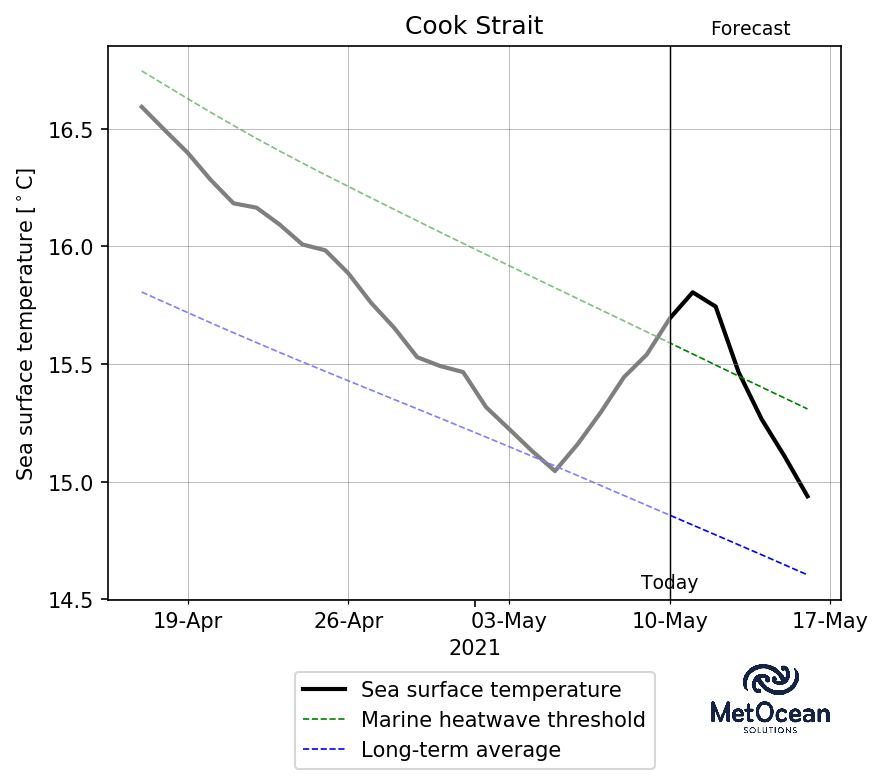 Cook Strait
Forecast
Sea surface temperature [°C]
16.5
16.0
15.5
15.0
14.5
Today
19-Apr
26-Apr
03-May
10-May
17-May
2021
Sea surface temperature
Marine heatwave threshold
Long-term average
MetOcean
SOLUTIONS